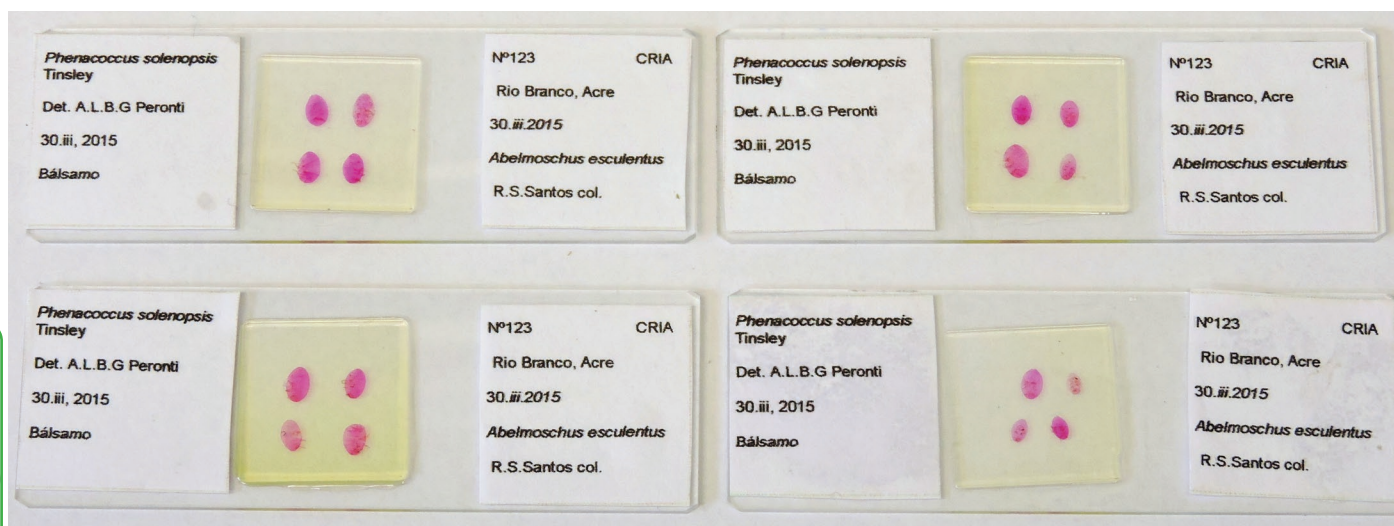 Phenacoccus solenopsis
Tinsley
Det. A.L.B.G Peronti
30.iii, 2015
Bálsamo
Nº123 CRIA
Rio Branco, Acre
30.iii.2015
Abelmoschus esculentus
R.S.Santos col.
Phenacoccus solenopsis
Tinsley
Det. A.L.B.G Peronti
30.iii, 2015
Bálsamo
Nº123 CRIA
Rio Branco, Acre
30.iii.2015
Abelmoschus esculentus
R.S.Santos col.
Phenacoccus solenopsis
Tinsley
Det. A.L.B.G Peronti
30.iii, 2015
Bálsamo
Nº123 CRIA
Rio Branco, Acre
30.iii.2015
Abelmoschus esculentus
R.S.Santos col.
Phenacoccus solenopsis
Tinsley
Det. A.L.B.G Peronti
30.iii, 2015
Bálsamo
Nº123 CRIA
Rio Branco, Acre
30.iii.2015
Abelmoschus esculentus
R.S.Santos col.